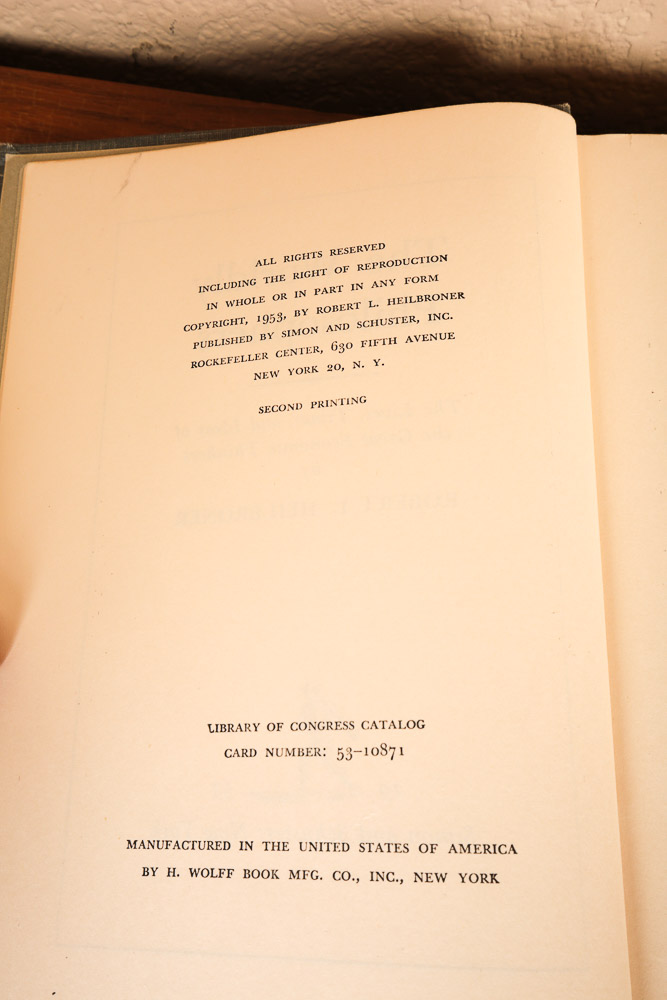 ALL RIGHTS RESERVED
INCLUDING THE RIGHT OF REPRODUCTION
IN WHOLE OR IN PART IN ANY FORM
COPYRIGHT, 1953, BY ROBERT L. HEILBRONER
PUBLISHED BY SIMON AND SCHUSTER, INC.
ROCKEFELLER CENTER, 630 FIFTH AVENUE
NEW YORK 20, N. Y.
SECOND PRINTING
LIBRARY OF CONGRESS CATALOG
CARD NUMBER: 53-10871
MANUFACTURED IN THE UNITED STATES OF AMERICA
BY H. WOLFF BOOK MFG. CO., INC., NEW YORK